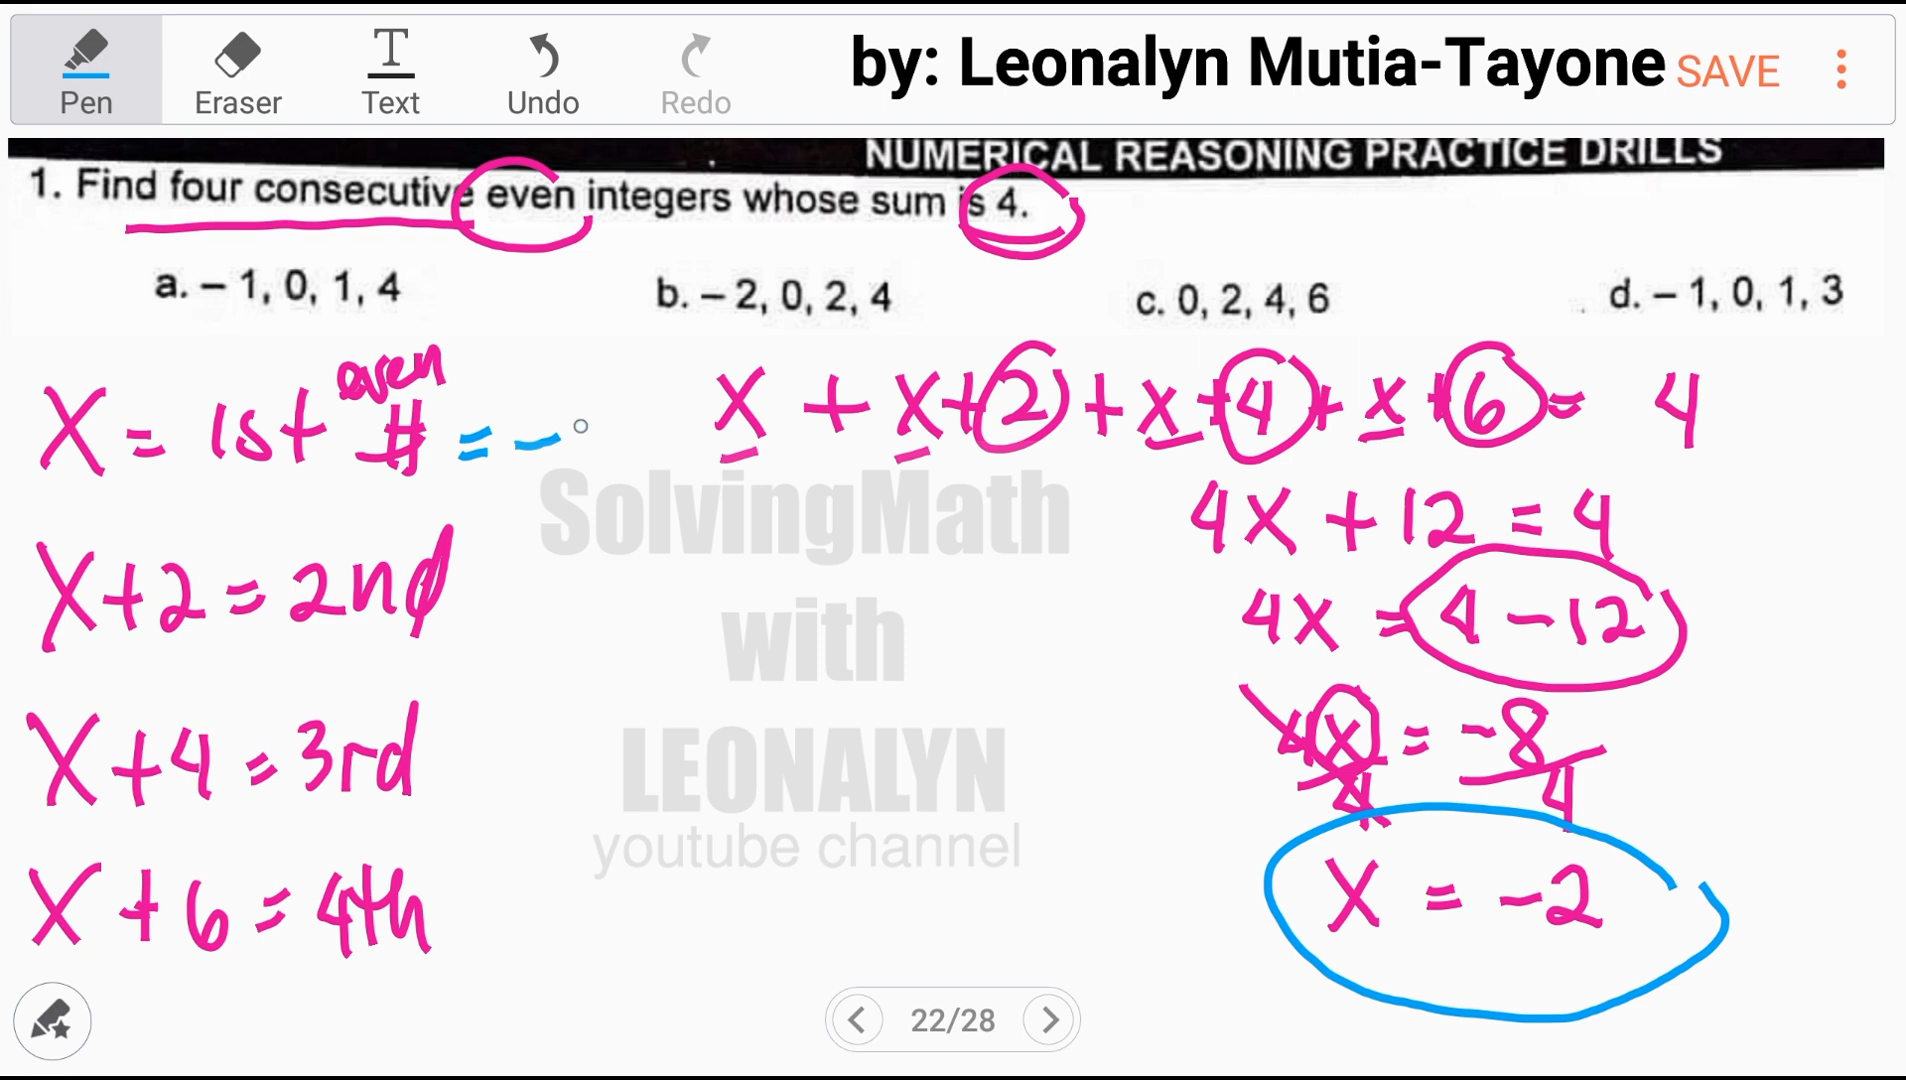 Pen
Eraser
Text
Undo
Redo
by: Leonalyn Mutia-Tayone
SAVE
NUMERICAL REASONING PRACTICE DRILLS
1. Find four consecutive even integers whose sum is 4.
a. – 1, 0, 1, 4
b. – 2, 0, 2, 4
c. 0, 2, 4, 6
d. – 1, 0, 1, 3
X = 1st even # = -
X+2 = 2nd
X+4 = 3rd
X+6 = 4th
x + x+2 + x+4 + x+6 = 4
4x + 12 = 4
4x = 4 - 12
4x = -8
4 4
x = -2
SolvingMath
with
LEONALYN
youtube channel
22/28